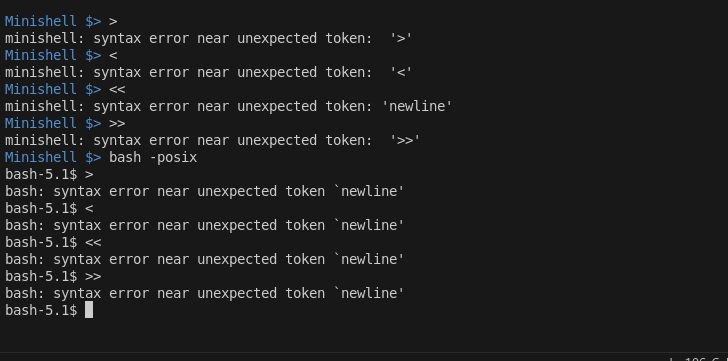 Minishell $> >
minishell: syntax error near unexpected token:  '>'
Minishell $> <
minishell: syntax error near unexpected token:  '<'
Minishell $> <<
minishell: syntax error near unexpected token: 'newline'
Minishell $> >>
minishell: syntax error near unexpected token:  '>>'
Minishell $> bash -posix
bash-5.1$ >
bash: syntax error near unexpected token `newline'
bash-5.1$ <
bash: syntax error near unexpected token `newline'
bash-5.1$ <<
bash: syntax error near unexpected token `newline'
bash-5.1$ >>
bash: syntax error near unexpected token `newline'
bash-5.1$